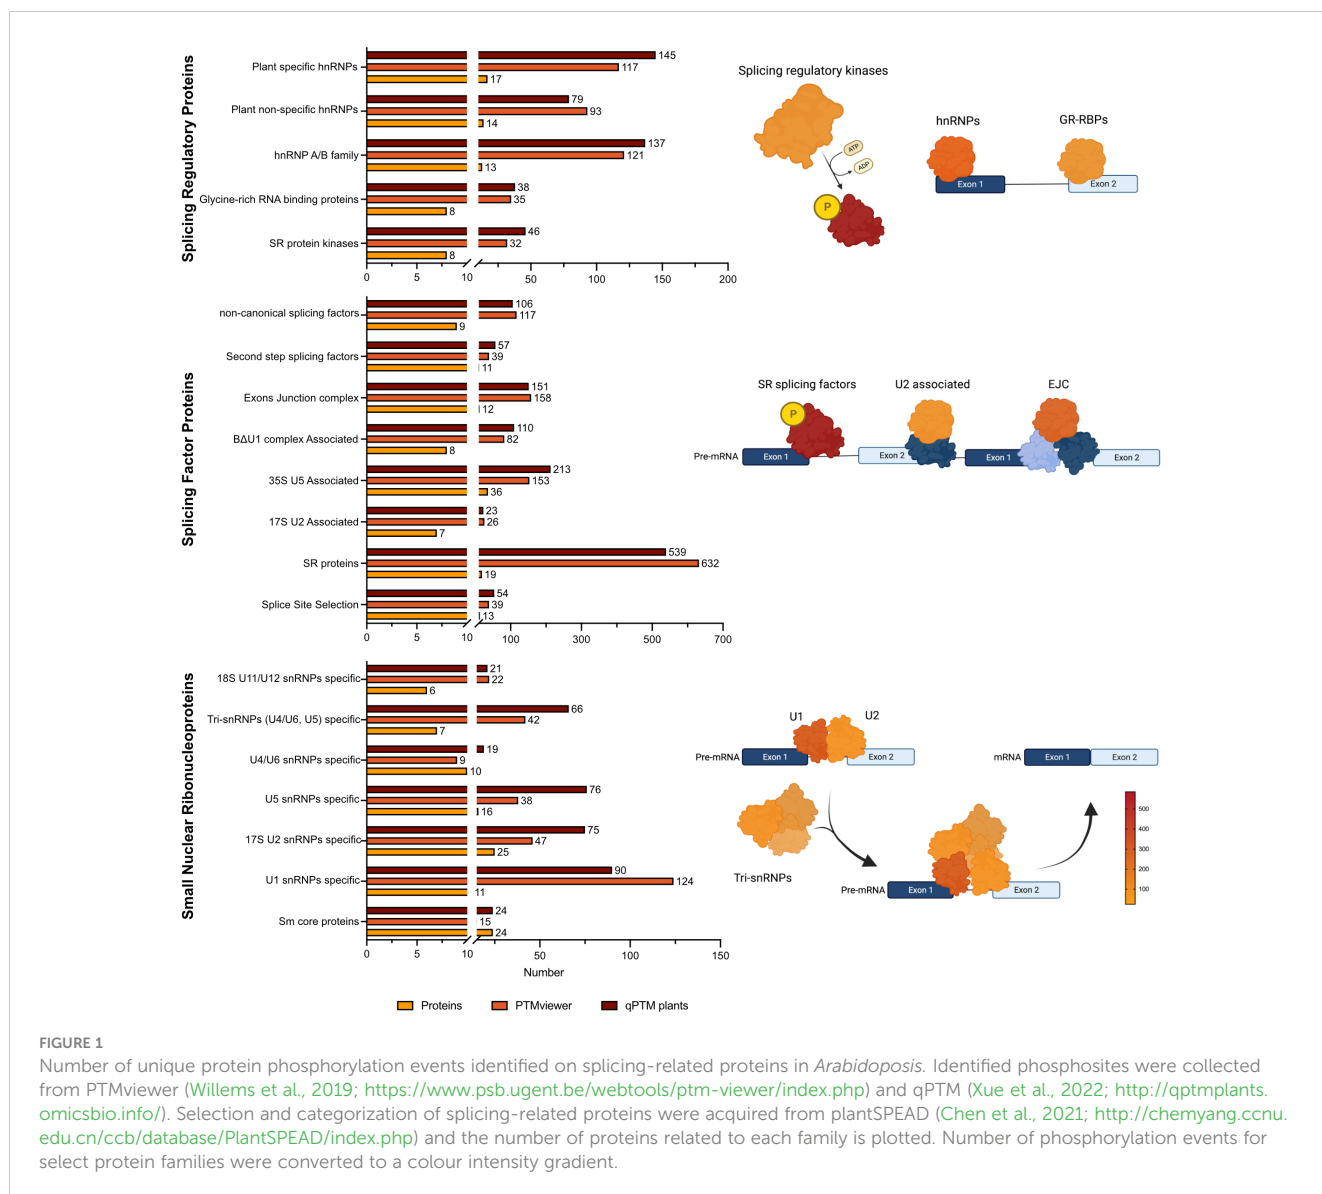 Splicing Regulatory Proteins
Plant specific hnRNPs
145
117
17
Plant non-specific hnRNPs
79
93
14
hnRNP A/B family
137
121
13
Glycine-rich RNA binding proteins
38
35
8
SR protein kinases
46
32
8
0 5 10 50 100 150 200
Splicing regulatory kinases
ATP
ADP
P
hnRNPs
GR-RBPs
Exon 1
Exon 2
Splicing Factor Proteins
non-canonical splicing factors
106
117
9
Second step splicing factors
57
39
11
Exons Junction complex
151
158
12
BΔU1 complex Associated
110
82
8
35S U5 Associated
213
153
36
17S U2 Associated
23
26
7
SR proteins
539
632
19
Splice Site Selection
54
39
13
0 5 10 100 300 500 700
SR splicing factors
U2 associated
EJC
P
Pre-mRNA
Exon 1
Exon 2
Exon 1
Exon 2
Small Nuclear Ribonucleoproteins
18S U11/U12 snRNPs specific
21
22
6
Tri-snRNPs (U4/U6, U5) specific
66
42
7
U4/U6 snRNPs specific
19
9
10
U5 snRNPs specific
76
38
16
17S U2 snRNPs specific
75
47
25
U1 snRNPs specific
90
124
11
Sm core proteins
24
15
24
0 5 10 50 100 150
Number
U1
U2
Pre-mRNA
Exon 1
Exon 2
mRNA
Exon 1
Exon 2
Tri-snRNPs
Pre-mRNA
Exon 1
Exon 2
500
400
300
200
100
Proteins PTMviewer qPTM plants
FIGURE 1
Number of unique protein phosphorylation events identified on splicing-related proteins in Arabidoposis. Identified phosphosites were collected
from PTMviewer (Willems et al., 2019; https://www.psb.ugent.be/webtools/ptm-viewer/index.php) and qPTM (Xue et al., 2022; http://qptmplants.
omicsbio.info/). Selection and categorization of splicing-related proteins were acquired from plantSPEAD (Chen et al., 2021; http://chemyang.ccnu.
edu.cn/ccb/database/PlantSPEAD/index.php) and the number of proteins related to each family is plotted. Number of phosphorylation events for
select protein families were converted to a colour intensity gradient.